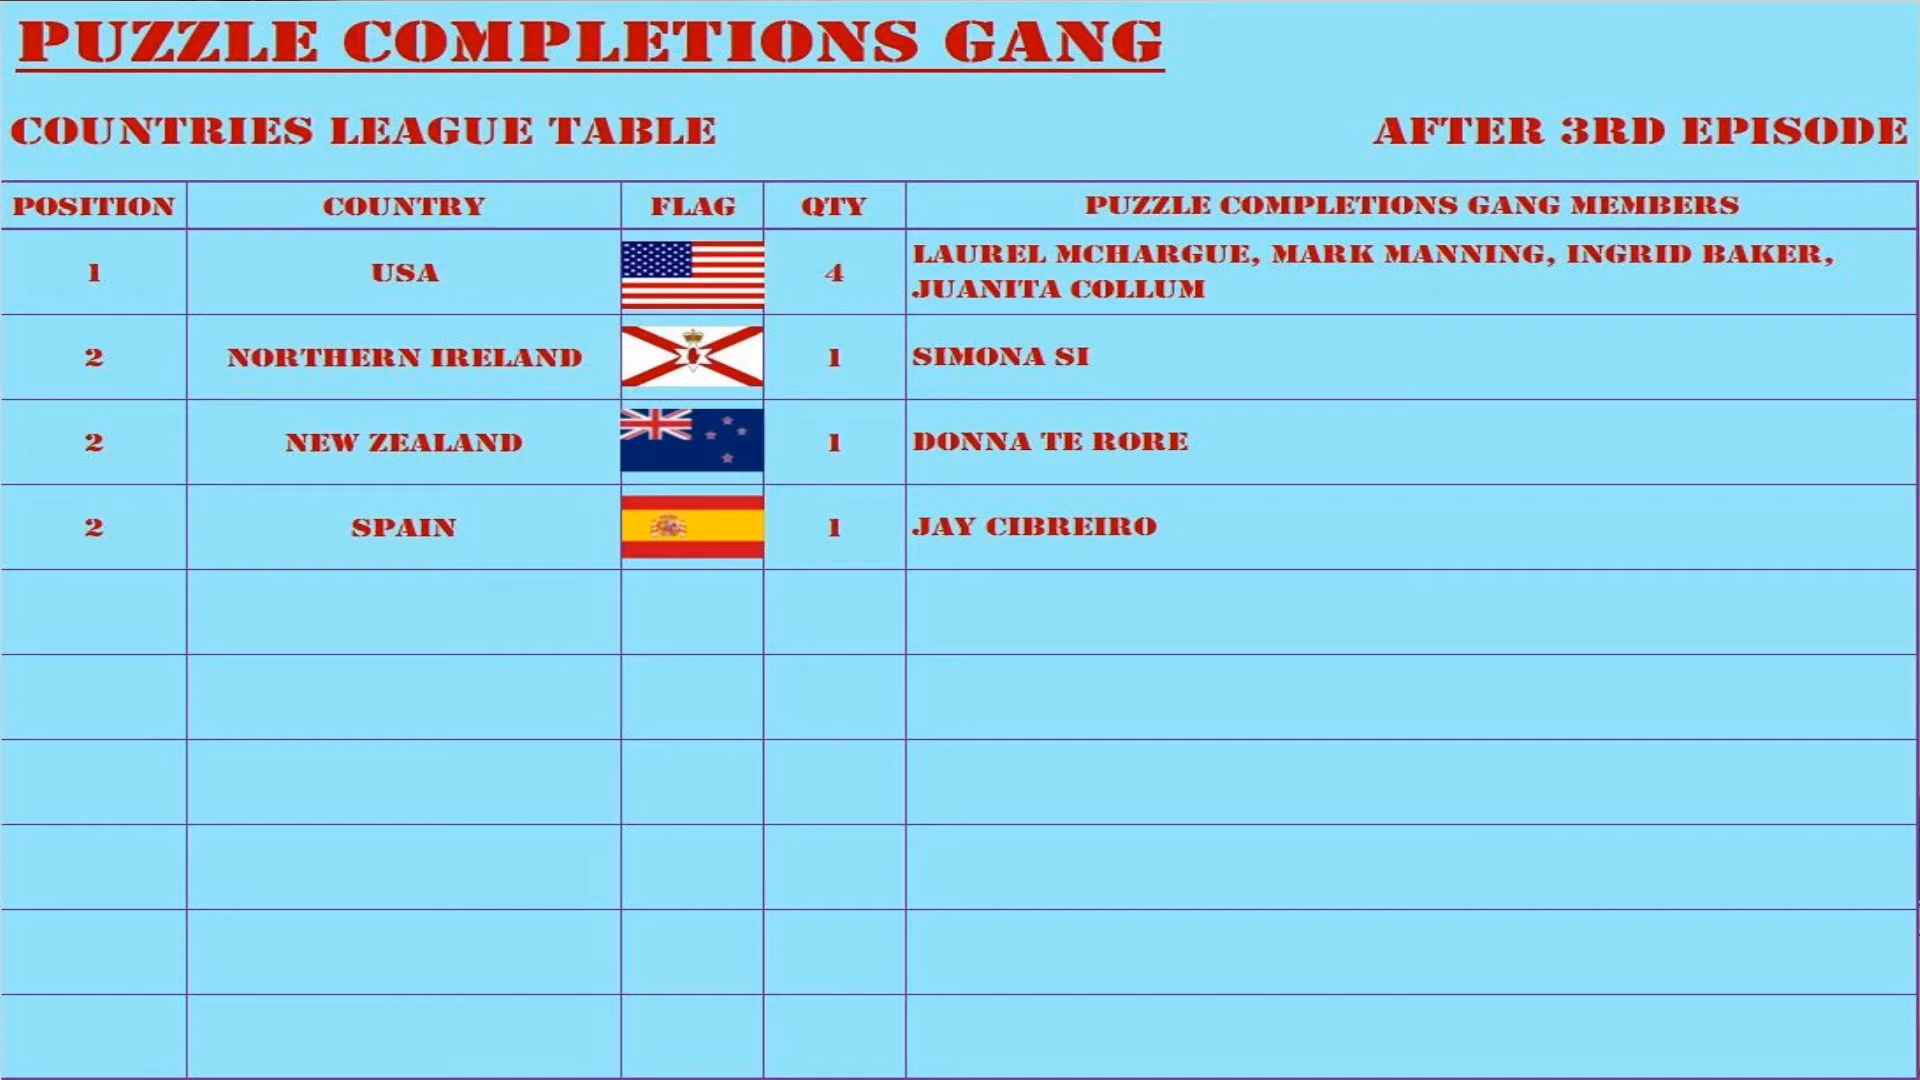 PUZZLE COMPLETIONS GANG
COUNTRIES LEAGUE TABLE AFTER 3RD EPISODE
POSITION COUNTRY FLAG QTY PUZZLE COMPLETIONS GANG MEMBERS
1 USA 4 LAUREL MCHARGUE, MARK MANNING, INGRID BAKER,
JUANITA COLLUM
2 NORTHERN IRELAND 1 SIMONA SI
2 NEW ZEALAND 1 DONNA TE RORE
2 SPAIN 1 JAY CIBREIRO